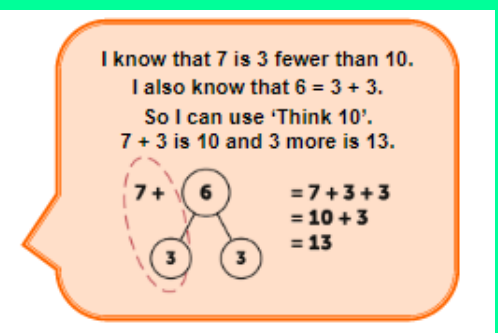 I know that 7 is 3 fewer than 10.
I also know that 6 = 3 + 3.
So I can use ‘Think 10’.
7 + 3 is 10 and 3 more is 13.
7 + 6 = 7 + 3 + 3
= 10 + 3
3 3 = 13